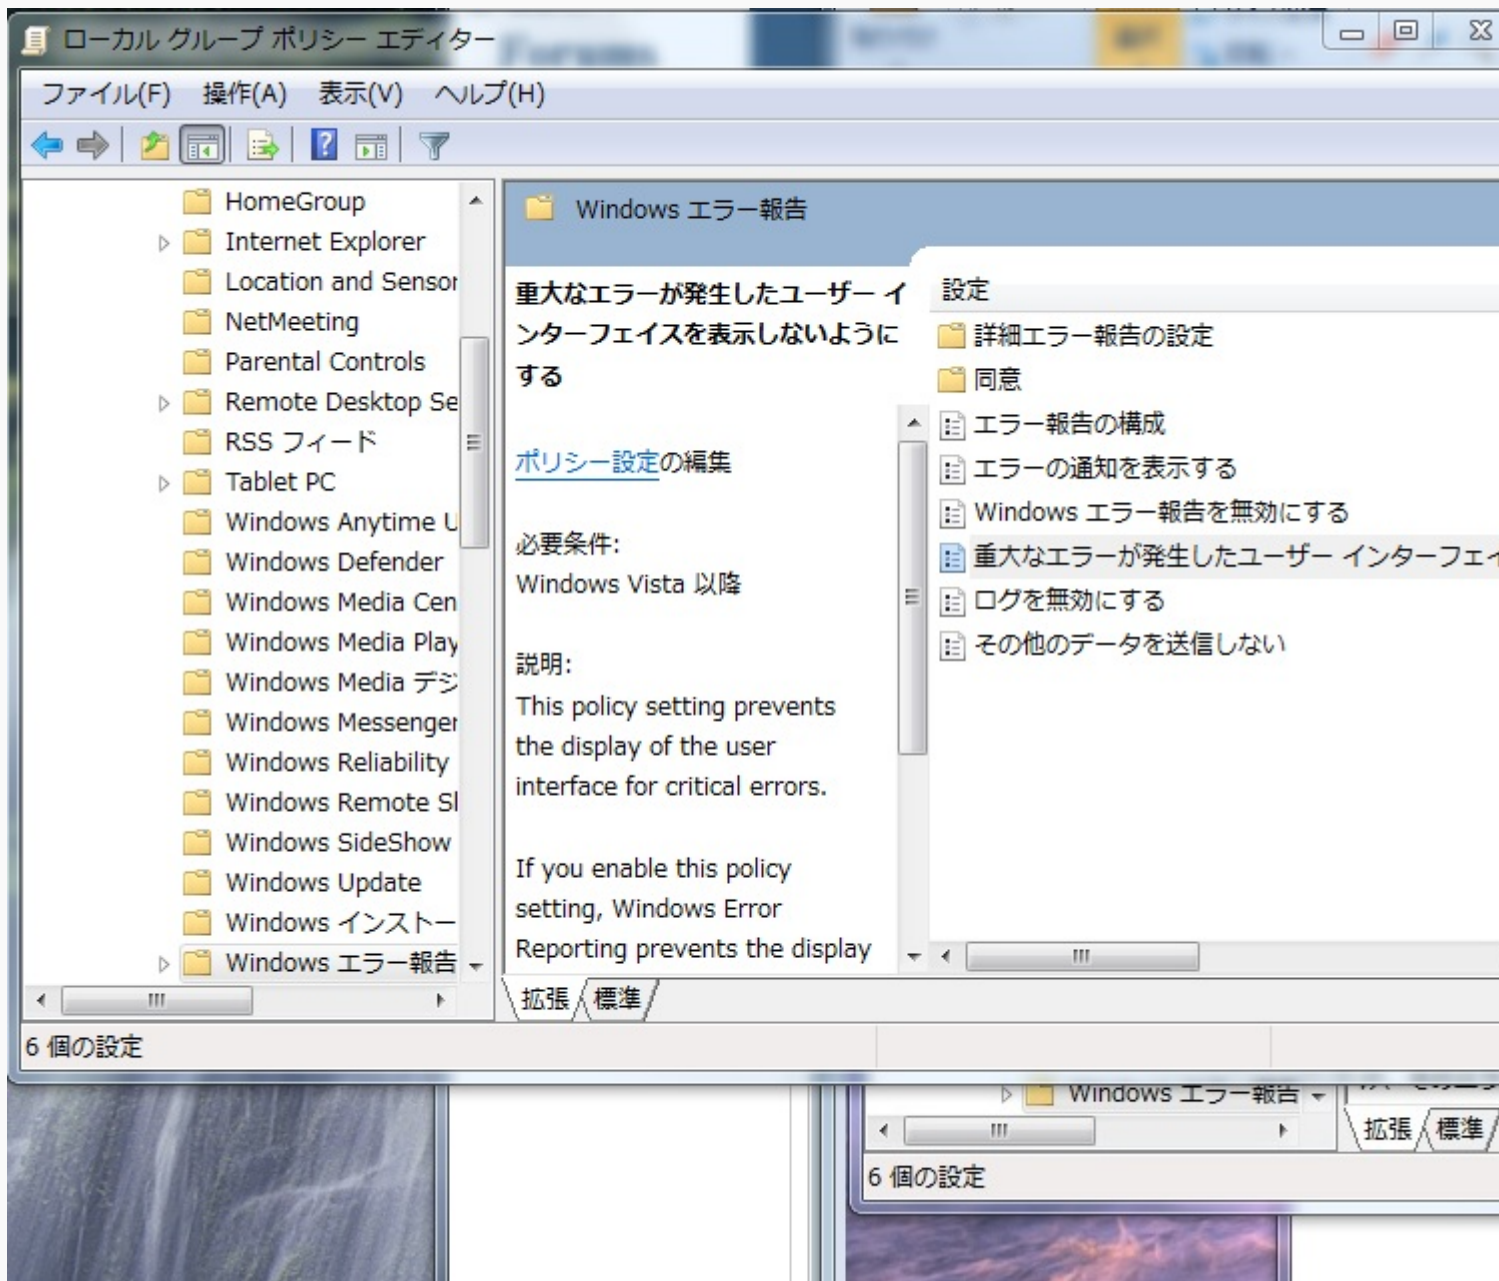 ローカル グループ ポリシー エディター
Forums
ファイル(F) 操作(A) 表示(V) ヘルプ(H)
HomeGroup
Internet Explorer
Location and Sensor
NetMeeting
Parental Controls
Remote Desktop Se
RSS フィード
Tablet PC
Windows Anytime U
Windows Defender
Windows Media Cen
Windows Media Play
Windows Media デジ
Windows Messenger
Windows Reliability
Windows Remote Sh
Windows SideShow
Windows Update
Windows インストー
Windows エラー報告
Windows エラー報告
重大なエラーが発生したユーザー イ
ンターフェイスを表示しないように
する
ポリシー設定の編集
必要条件:
Windows Vista 以降
説明:
This policy setting prevents
the display of the user
interface for critical errors.
If you enable this policy
setting, Windows Error
Reporting prevents the display
設定
詳細エラー報告の設定
同意
エラー報告の構成
エラーの通知を表示する
Windows エラー報告を無効にする
重大なエラーが発生したユーザー インターフェイ
ログを無効にする
その他のデータを送信しない
拡張 標準
6 個の設定
Windows エラー報告
拡張 標準
6 個の設定